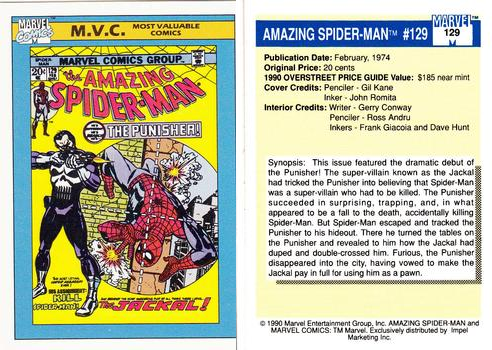 MARVEL
Comics
M.V.C. MOST VALUABLE
COMICS
MARVEL COMICS GROUP.
SPIDER-MAN
20¢ 129
the AMAZING
SPIDER-MAN
THE PUNISHER!
HIS ASSIGNMENT:
KILL
SPIDER-MAN!
The JACKAL!
MARVEL
AMAZING SPIDER-MAN™ #129
129
Publication Date: February, 1974
Original Price: 20 cents
1990 OVERSTREET PRICE GUIDE Value: $185 near mint
Cover Credits: Penciler - Gil Kane
Inker - John Romita
Interior Credits: Writer - Gerry Conway
Penciler - Ross Andru
Inkers - Frank Giacoia and Dave Hunt
Synopsis: This issue featured the dramatic debut of
the Punisher! The super-villain known as the Jackal
had tricked the Punisher into believing that Spider-Man
was a super-villain who had to be killed. The Punisher
succeeded in surprising, trapping, and, in what
appeared to be a fall to the death, accidentally killing
Spider-Man. But Spider-Man escaped and tracked the
Punisher to his hideout. There he turned the tables on
the Punisher and revealed to him how the Jackal had
duped and double-crossed him. Furious, the Punisher
disappeared into the city, having vowed to make the
Jackal pay in full for using him as a pawn.
© 1990 Marvel Entertainment Group, Inc. AMAZING SPIDER-MAN and
MARVEL: TM Marvel. Exclusively distributed by Impel
Marketing Inc.